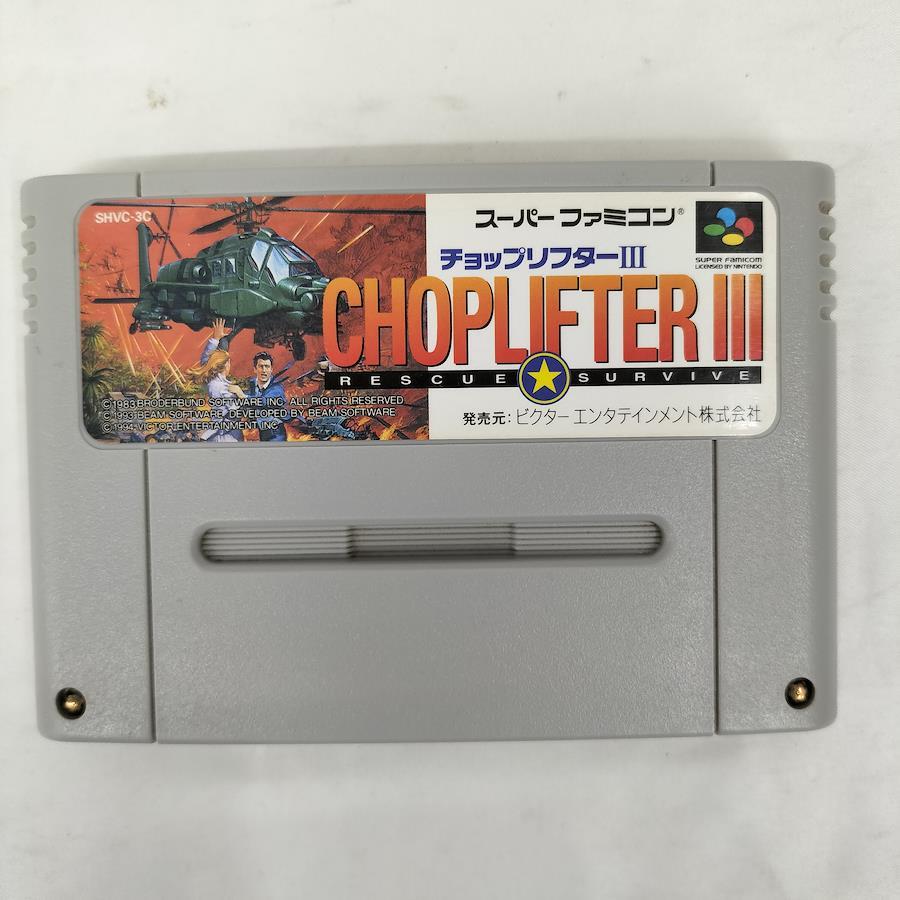 SHVC-3C
スーパーファミコン®
SUPER FAMICOM
LICENSED BY NINTENDO
チョップリフターIII
CHOPLIFTER III
RESCUE SURVIVE
©1983 BRØDERBUND SOFTWARE INC. ALL RIGHTS RESERVED
©1993 BEAM SOFTWARE. DEVELOPED BY BEAM SOFTWARE
©1994 VICTOR ENTERTAINMENT INC
発売元:ビクター エンタテインメント株式会社